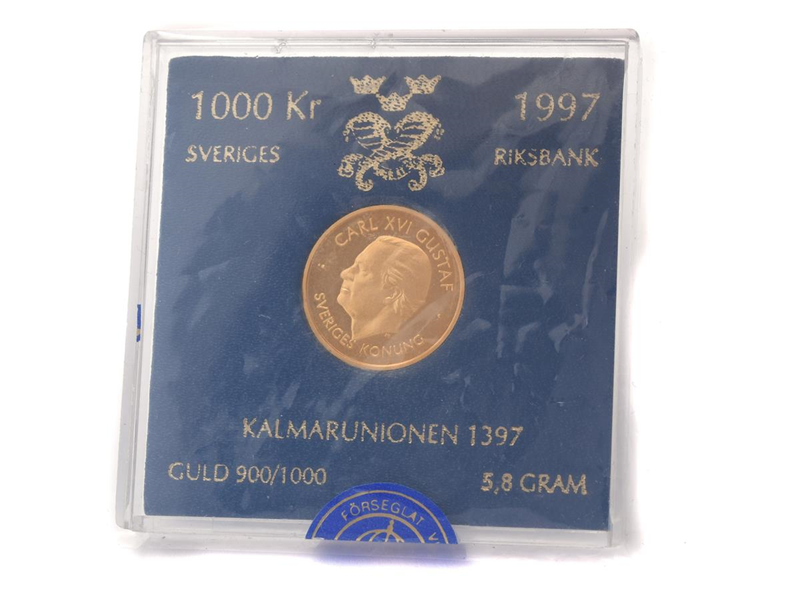 1000 Kr
1997
SVERIGES
RIKSBANK
CARL XVI GUSTAF
SVERIGES KONUNG
KALMARUNIONEN 1397
GULD 900/1000
5,8 GRAM
FÖRSEGLAT